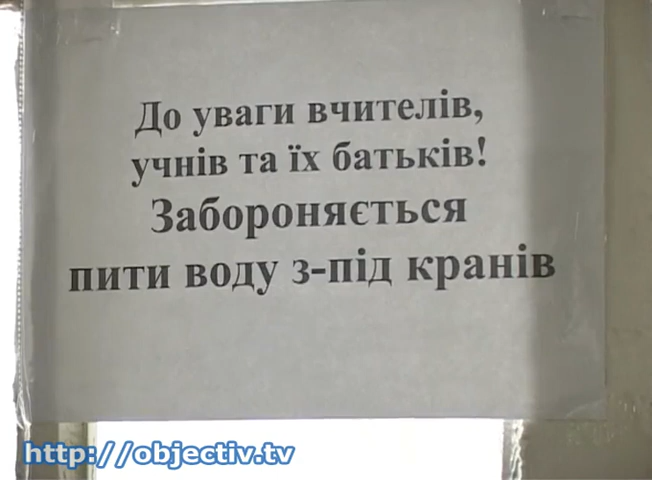 До уваги вчителів,
учнів та їх батьків!
Забороняється
пити воду з-під кранів
http://objectiv.tv